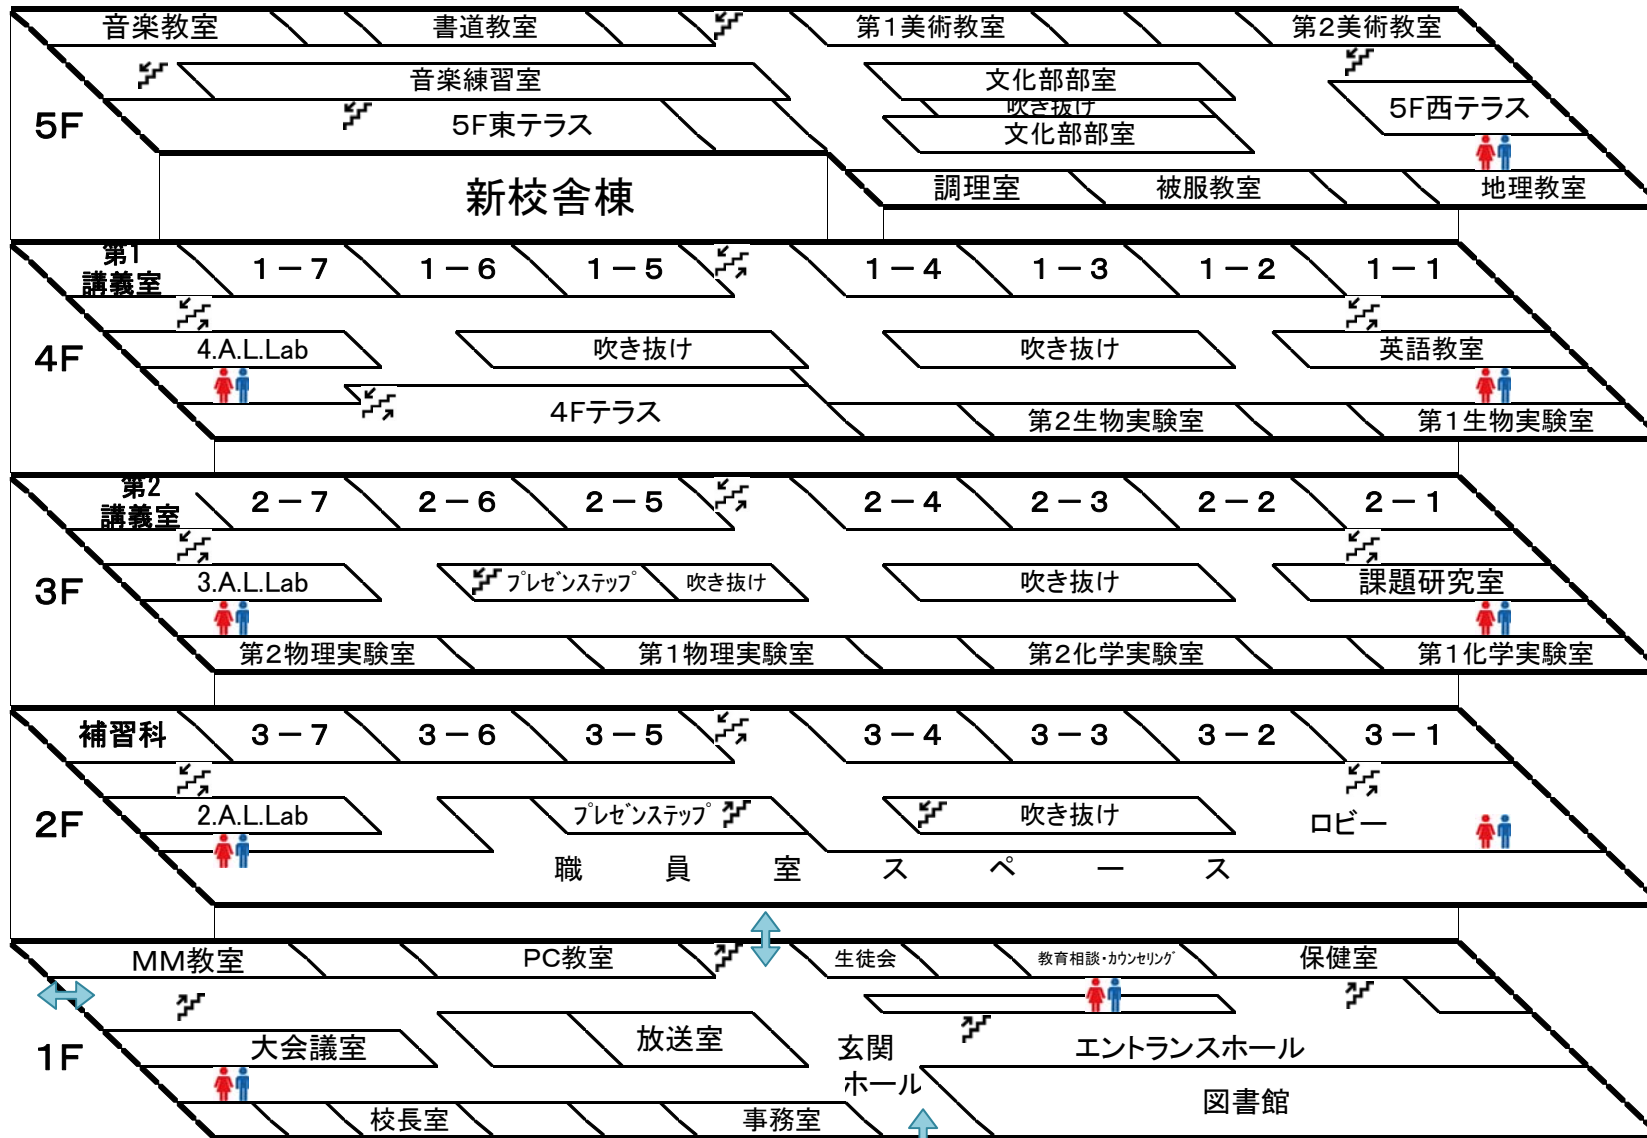 音楽教室 書道教室 第1美術教室 第2美術教室
音楽練習室 文化部部室
吹き抜け
5F 5F東テラス 文化部部室 5F西テラス
新校舎棟 調理室 被服教室 地理教室
第1
講義室 1-7 1-6 1-5 1-4 1-3 1-2 1-1
4F 4.A.L.Lab 吹き抜け 吹き抜け 英語教室
4Fテラス 第2生物実験室 第1生物実験室
第2
講義室 2-7 2-6 2-5 2-4 2-3 2-2 2-1
3F 3.A.L.Lab プレゼンステップ 吹き抜け 吹き抜け 課題研究室
第2物理実験室 第1物理実験室 第2化学実験室 第1化学実験室
補習科 3-7 3-6 3-5 3-4 3-3 3-2 3-1
2F 2.A.L.Lab プレゼンステップ 吹き抜け ロビー
職員室スペース
MM教室 PC教室 生徒会 教育相談・カウンセリング 保健室
1F 大会議室 放送室 玄関 エントランスホール
ホール 図書館
校長室 事務室